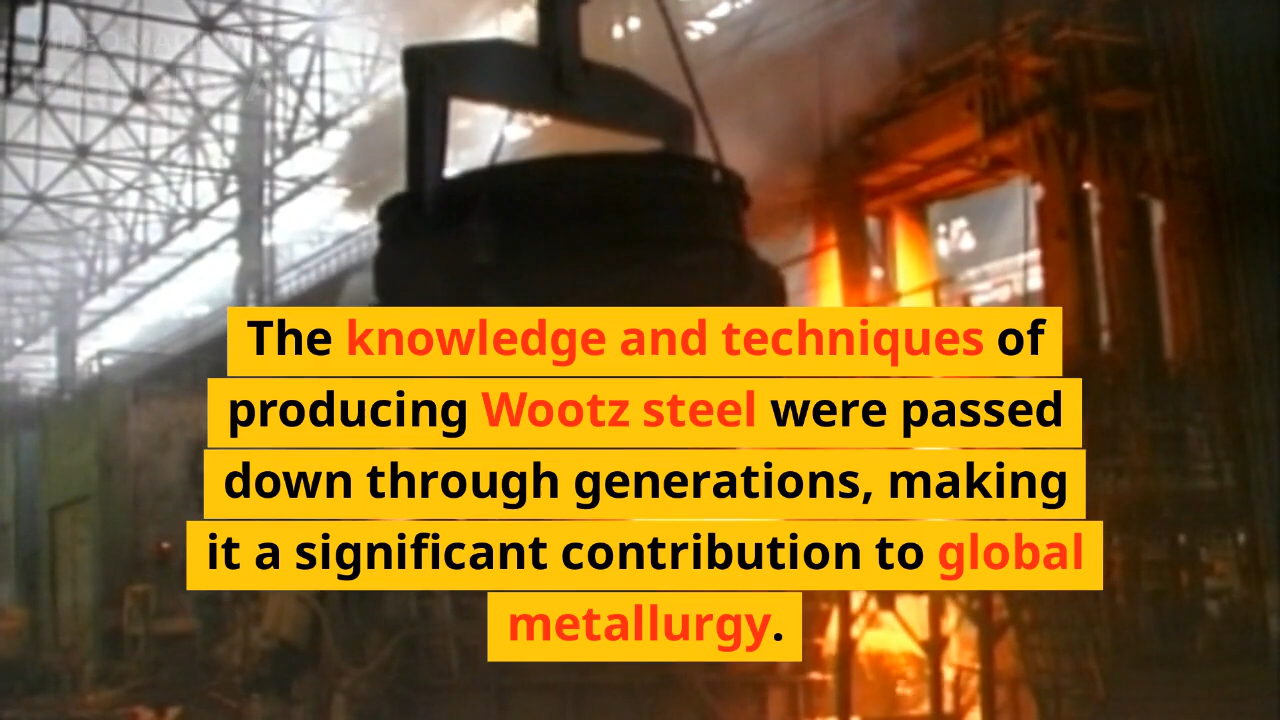 The knowledge and techniques of
producing Wootz steel were passed
down through generations, making
it a significant contribution to global
metallurgy.